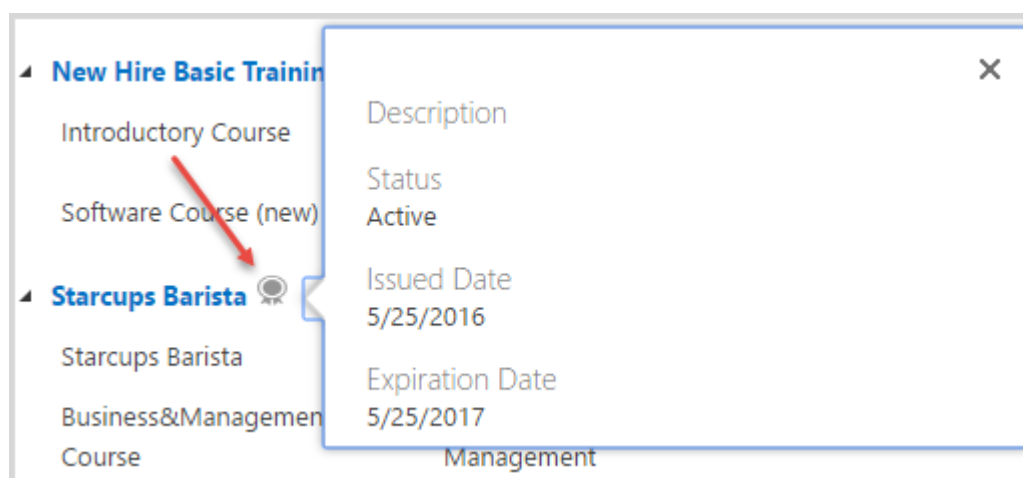 New Hire Basic Trainin
Introductory Course
Software Course (new)
Starcups Barista
Starcups Barista
Business&Managemen
Course
Management
Description
Status
Active
Issued Date
5/25/2016
Expiration Date
5/25/2017